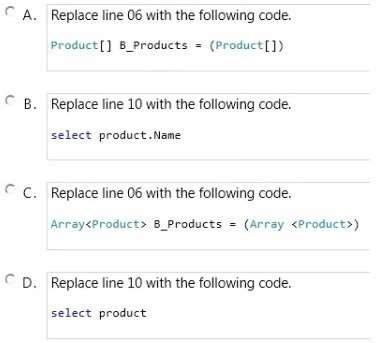 A. Replace line 06 with the following code.
Product[] B_Products = (Product[])
B. Replace line 10 with the following code.
select product.Name
C. Replace line 06 with the following code.
Array<Product> B_Products = (Array <Product>)
D. Replace line 10 with the following code.
select product